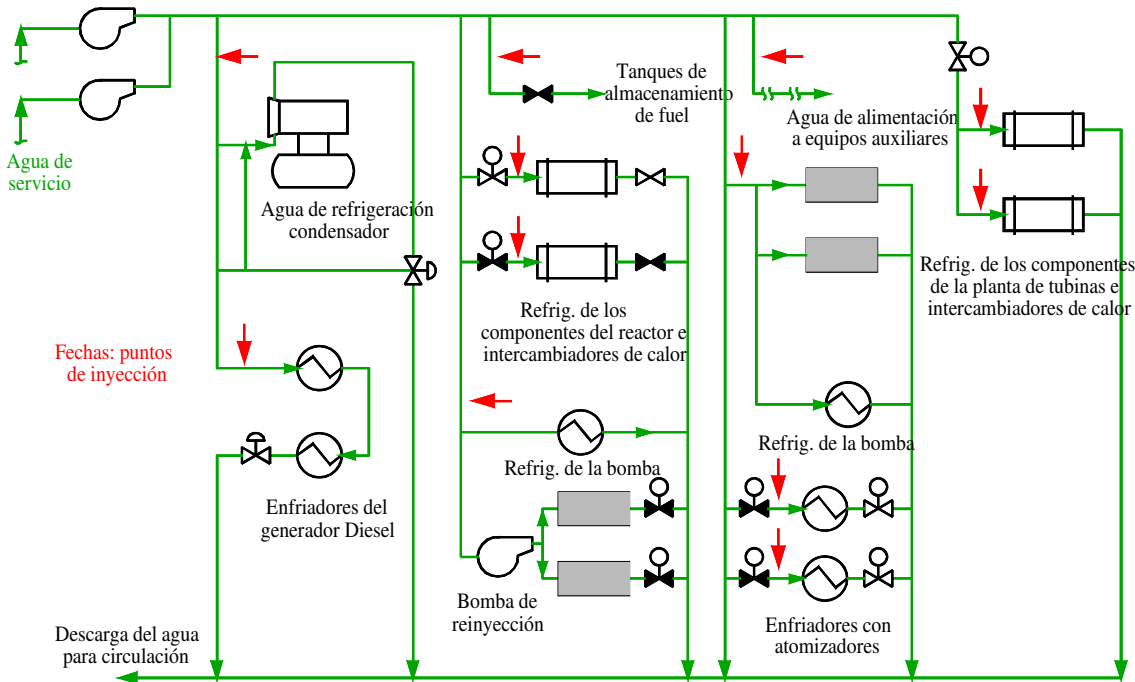 Agua de
servicio
Tanques de
almacenamiento
de fuel
Agua de alimentación
a equipos auxiliares
Agua de refrigeración
condensador
Refrig. de los componentes
de la planta de tubinas e
intercambiadores de calor
Refrig. de los
componentes del reactor e
intercambiadores de calor
Fechas: puntos
de inyección
Refrig. de la bomba
Refrig. de la bomba
Enfriadores del
generador Diesel
Bomba de
reinyección
Enfriadores con
atomizadores
Descarga del agua
para circulación